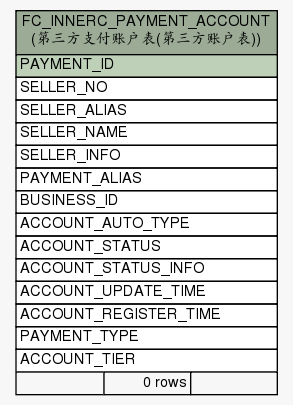 FC_INNERC_PAYMENT_ACCOUNT
(第三方支付账户表(第三方账户表))
PAYMENT_ID
SELLER_NO
SELLER_ALIAS
SELLER_NAME
SELLER_INFO
PAYMENT_ALIAS
BUSINESS_ID
ACCOUNT_AUTO_TYPE
ACCOUNT_STATUS
ACCOUNT_STATUS_INFO
ACCOUNT_UPDATE_TIME
ACCOUNT_REGISTER_TIME
PAYMENT_TYPE
ACCOUNT_TIER
0 rows